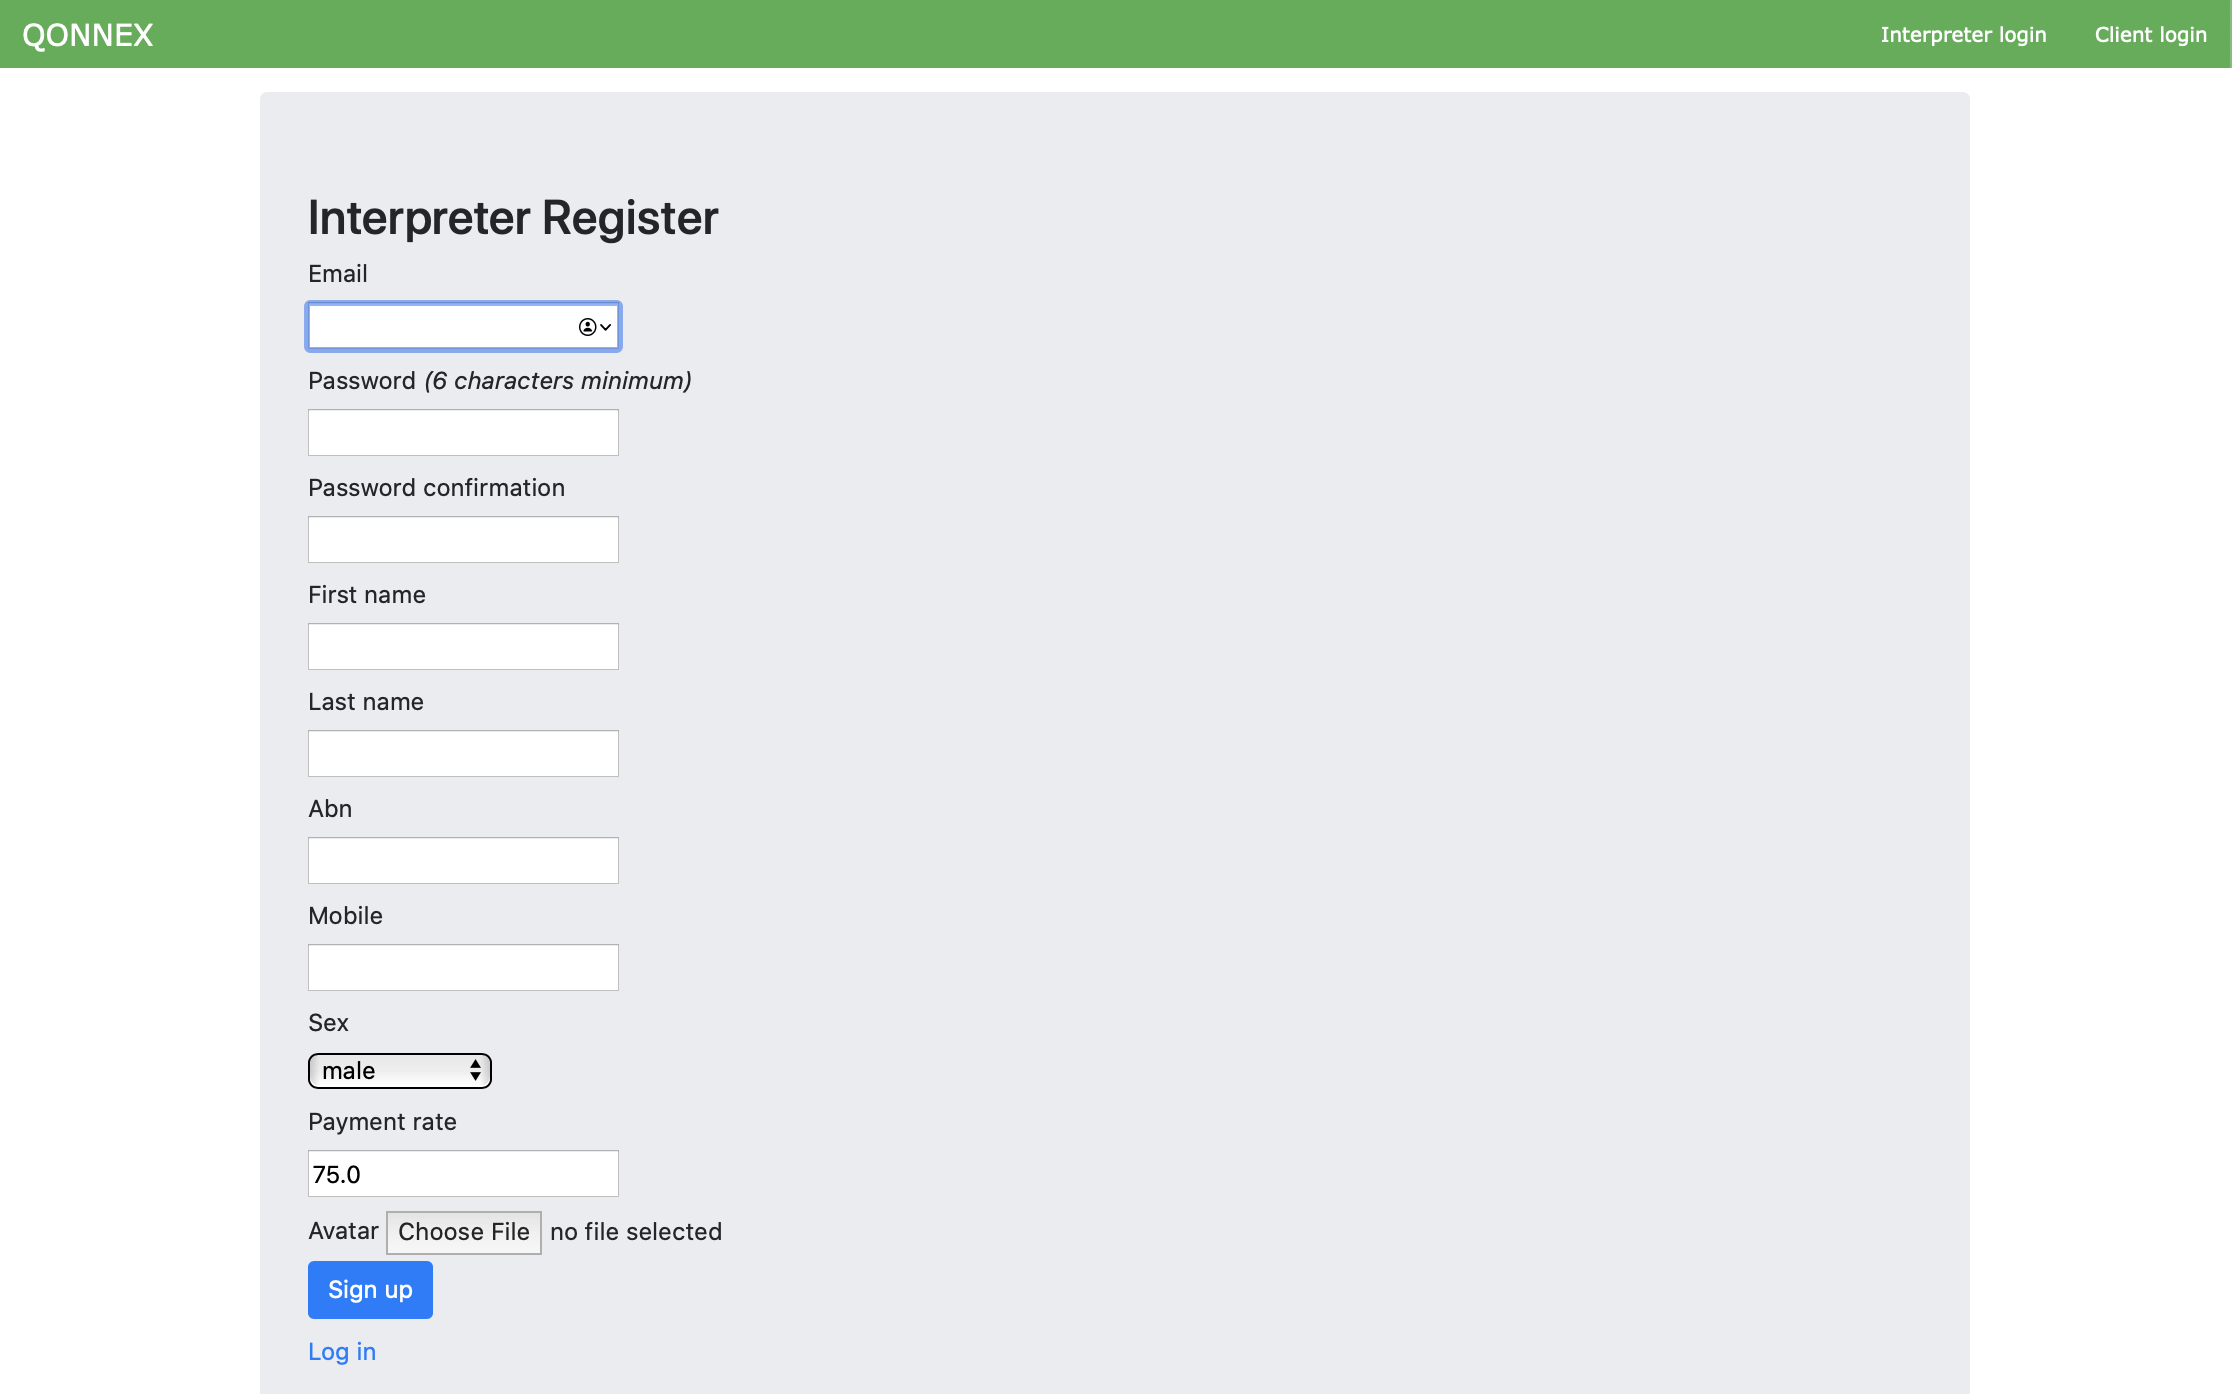 QONNEX
Interpreter login
Client login
Interpreter Register
Email
Password (6 characters minimum)
Password confirmation
First name
Last name
Abn
Mobile
Sex
male
Payment rate
75.0
Avatar Choose File no file selected
Sign up
Log in